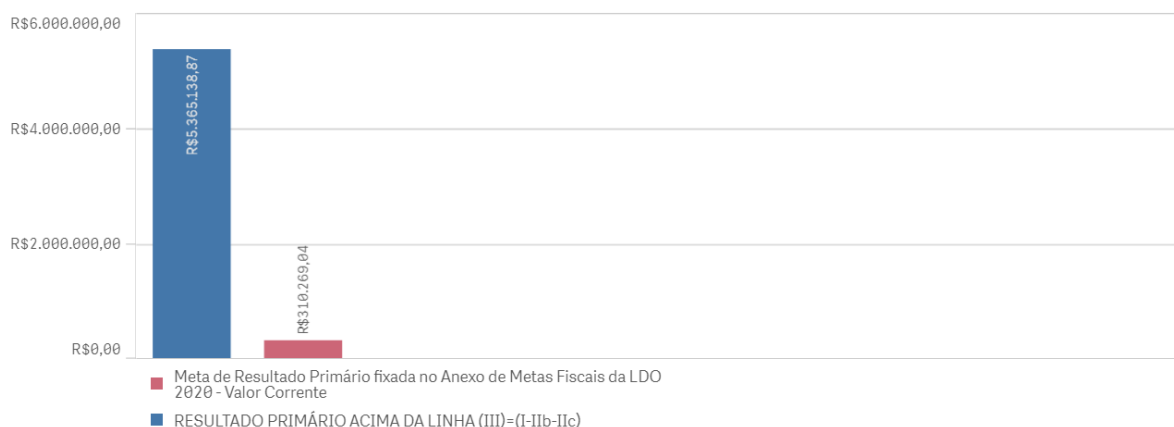 R$6.000.000,00
R$5.365.138,87
R$4.000.000,00
R$2.000.000,00
R$310.269,04
R$0,00
Meta de Resultado Primário fixada no Anexo de Metas Fiscais da LDO
2020 - Valor Corrente
RESULTADO PRIMÁRIO ACIMA DA LINHA (III)=(I-IIb-IIc)